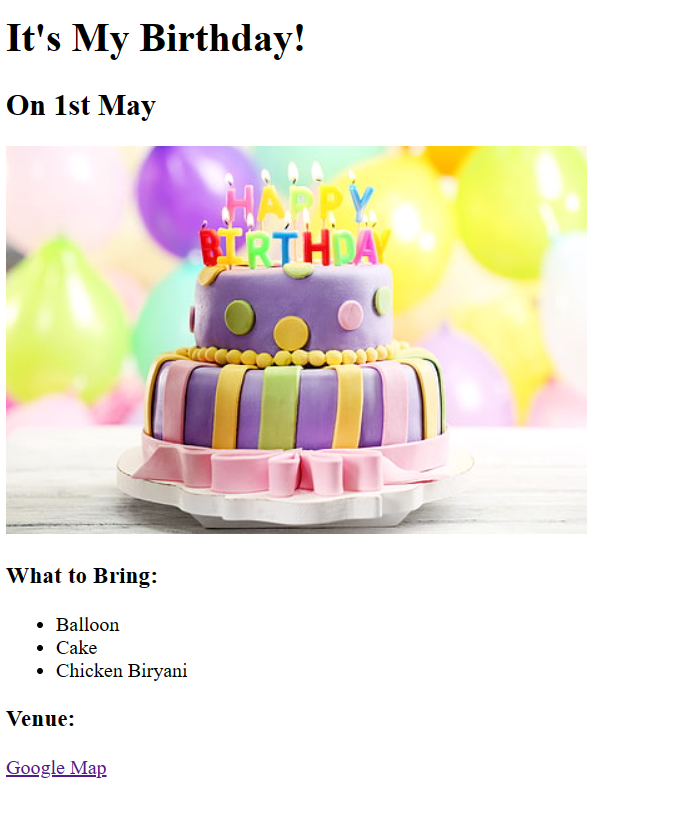 It's My Birthday!
On 1st May
HAPPY
BIRTHDAY
What to Bring:
Balloon
Cake
Chicken Biryani
Venue:
Google Map